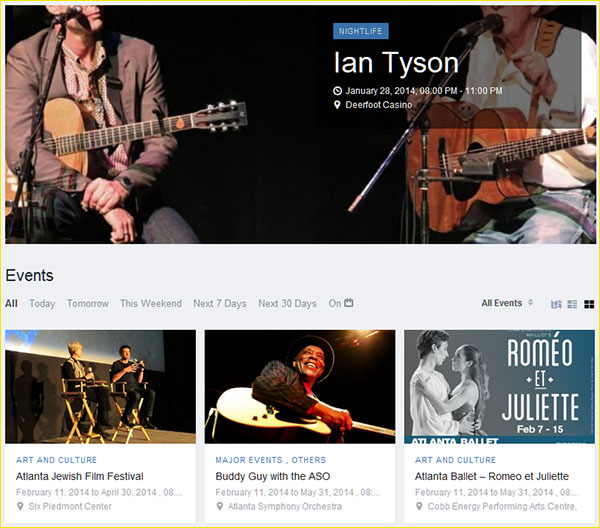 NIGHTLIFE
Ian Tyson
January 28, 2014, 08:00 PM - 11:00 PM
Deerfoot Casino
Events
All Today Tomorrow This Weekend Next 7 Days Next 30 Days On
All Events
ROMÉO
ET
JULIETTE
Feb 7 - 15
ATLANTA BALLET
ART AND CULTURE
Atlanta Jewish Film Festival
February 11, 2014 to April 30, 2014 , 08:...
Six Piedmont Center
MAJOR EVENTS , OTHERS
Buddy Guy with the ASO
February 11, 2014 to May 31, 2014 , 08:...
Atlanta Symphony Orchestra
ART AND CULTURE
Atlanta Ballet – Romeo et Juliette
February 11, 2014 to May 31, 2014 , 08:...
Cobb Energy Performing Arts Centre,